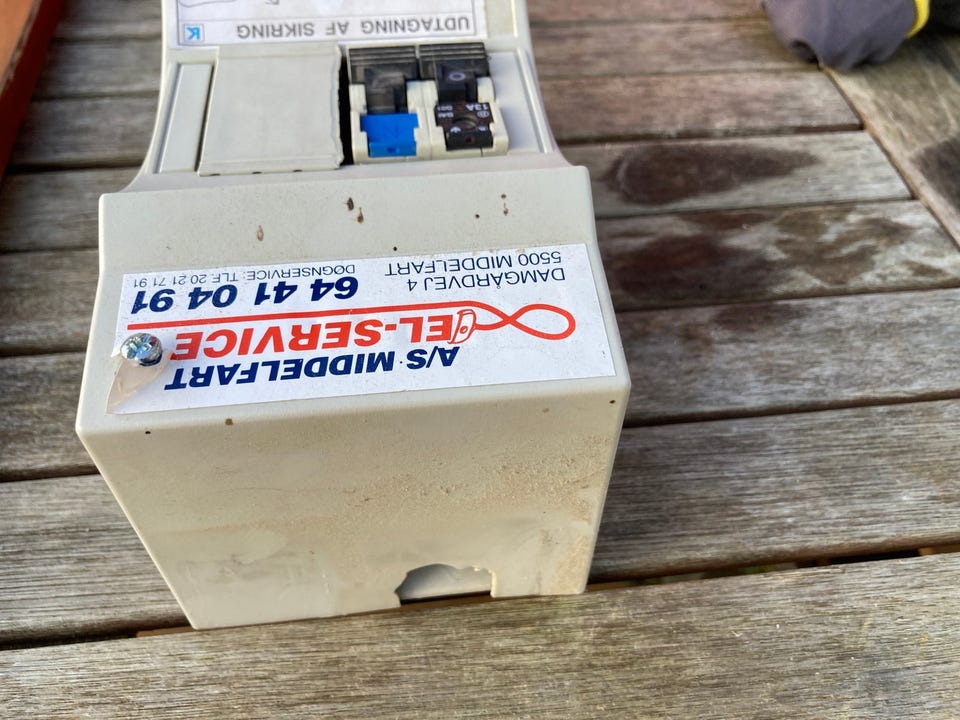 A/S MIDDELFART
EL-SERVICE
DAMGÅRDVEJ 4
5500 MIDDELFART
64 41 04 91
DØGNSERVICE: TLF. 20 21 71 91
UDTAGNING AF SIKRING
K
13A